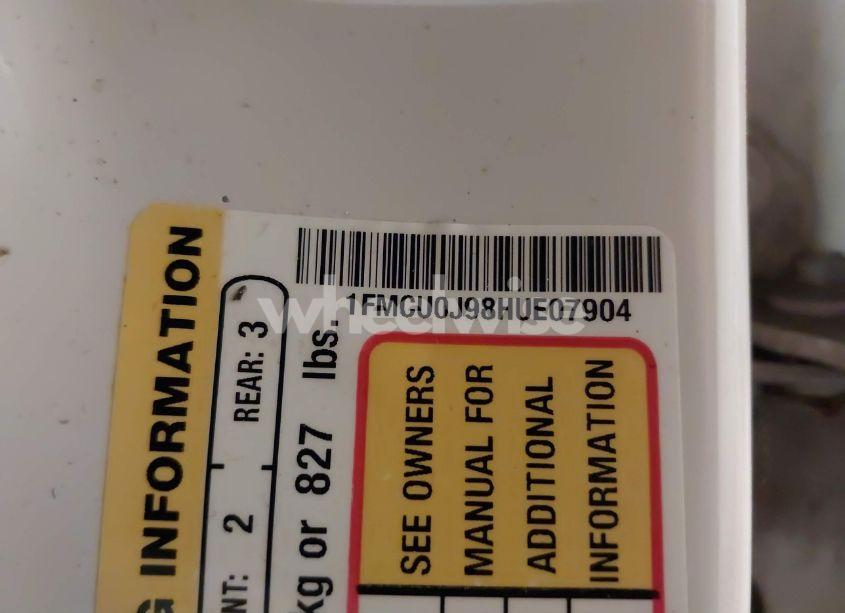 1FMCU0J98HUE07904
wheelwise
G INFORMATION
NT: 2
REAR: 3
kg or 827 lbs.
SEE OWNERS
MANUAL FOR
ADDITIONAL
INFORMATION